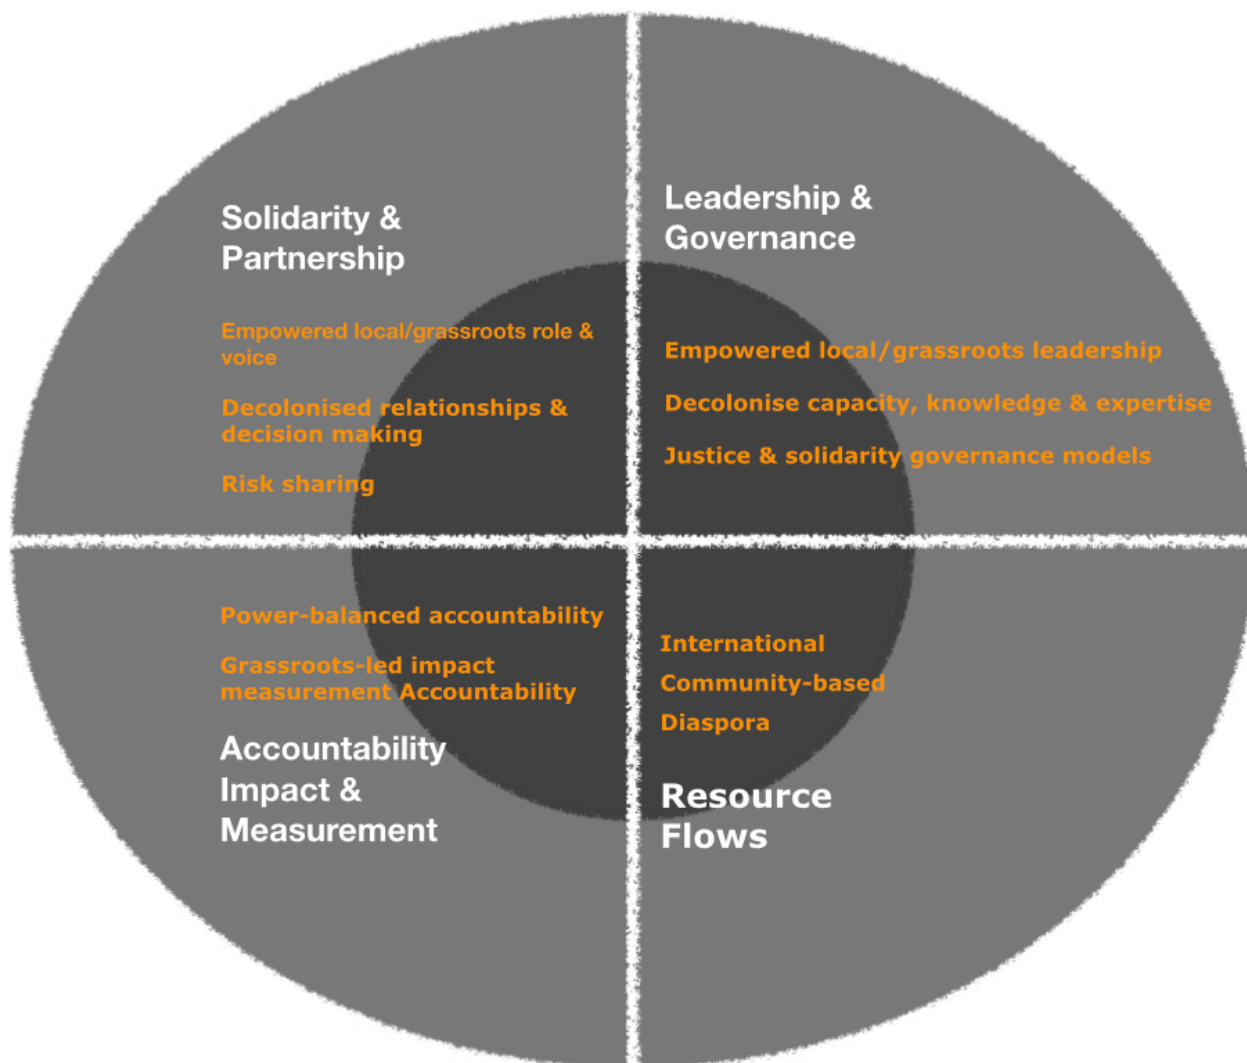 Solidarity &
Partnership
Empowered local/grassroots role &
voice
Decolonised relationships &
decision making
Risk sharing
Leadership &
Governance
Empowered local/grassroots leadership
Decolonise capacity, knowledge & expertise
Justice & solidarity governance models
Power-balanced accountability
Grassroots-led impact
measurement Accountability
Accountability
Impact &
Measurement
International
Community-based
Diaspora
Resource
Flows